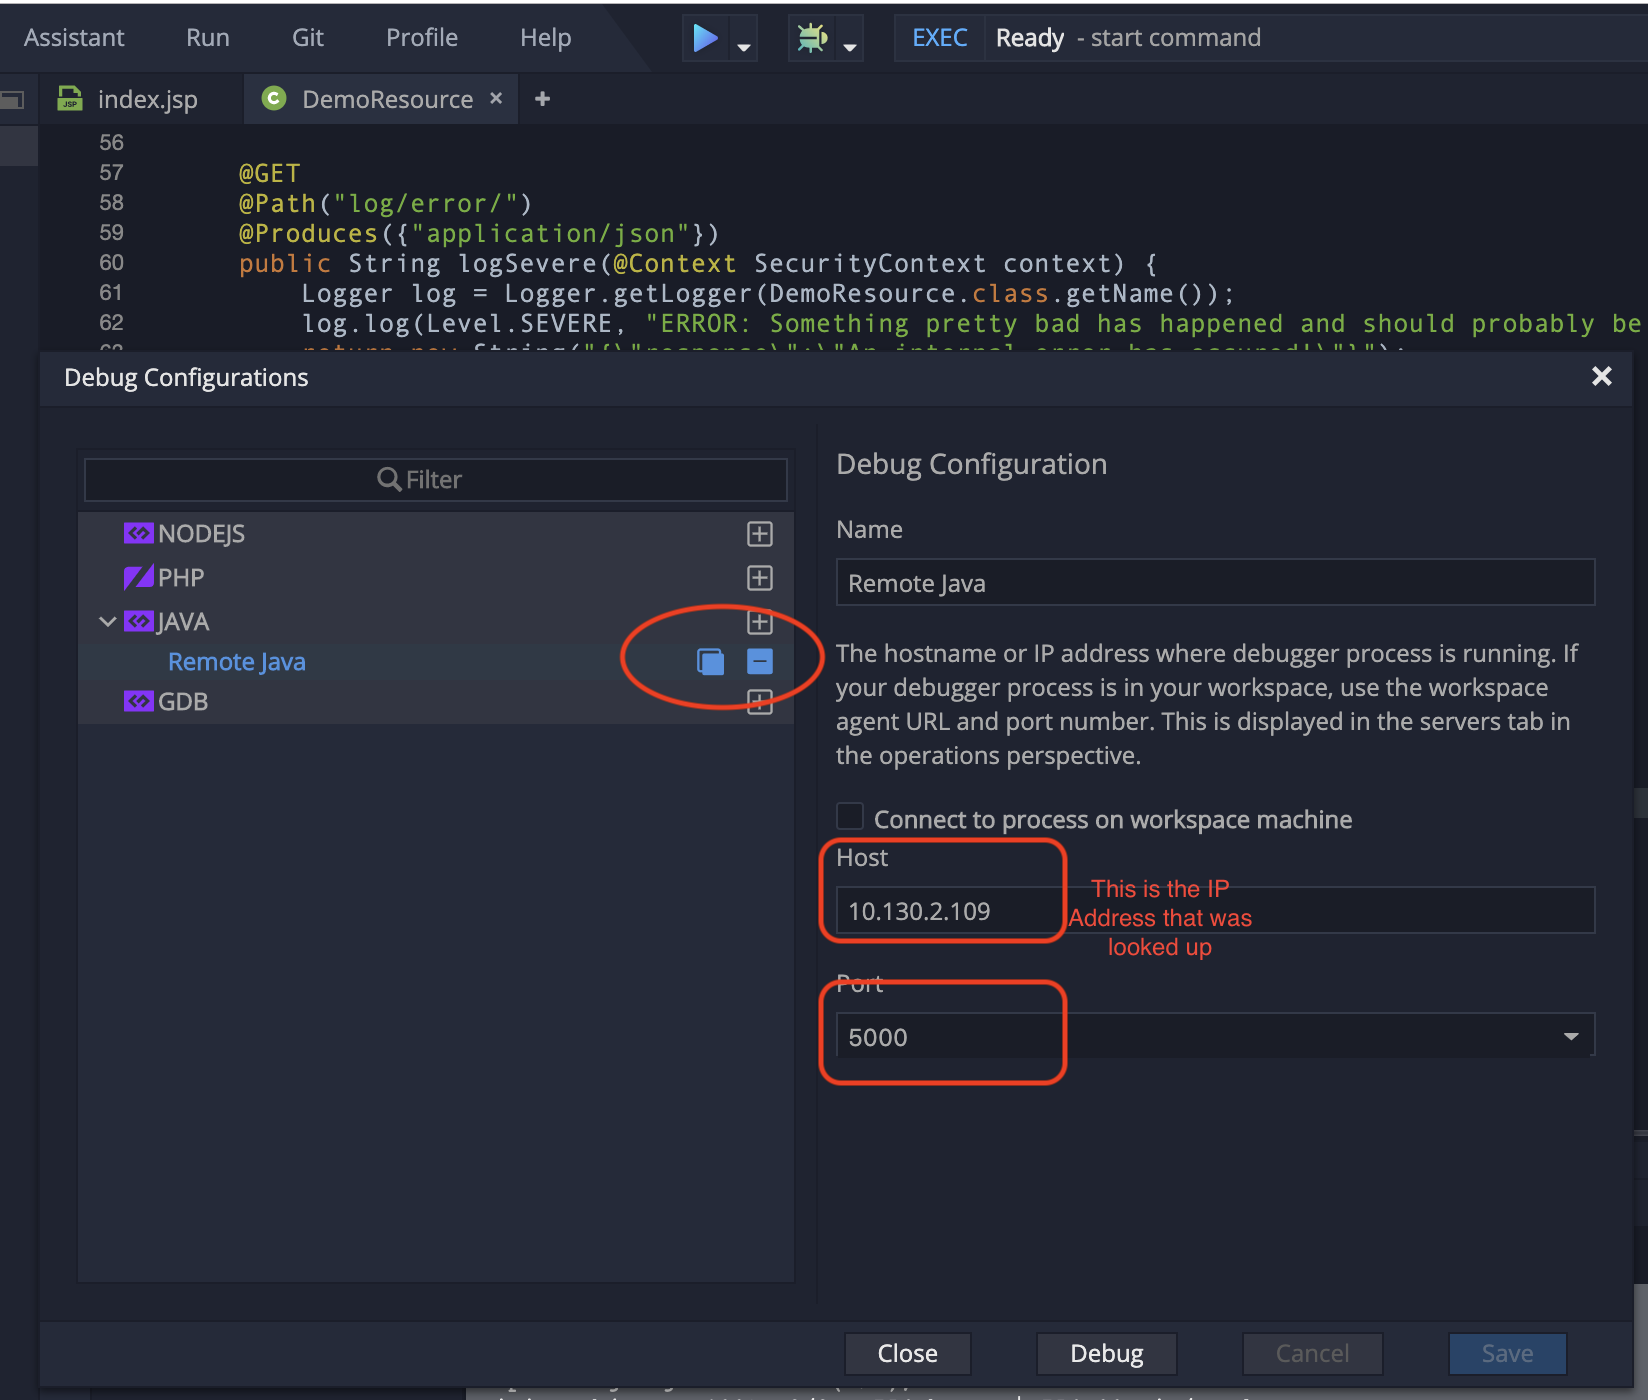 Assistant Run Git Profile Help EXEC Ready - start command
JSP index.jsp C DemoResource × +
56
57 @GET
58 @Path("log/error/")
59 @Produces({"application/json"})
60 public String logSevere(@Context SecurityContext context) {
61 Logger log = Logger.getLogger(DemoResource.class.getName());
62 log.log(Level.SEVERE, "ERROR: Something pretty bad has happened and should probably be
Debug Configurations
Filter
NODEJS
PHP
JAVA
Remote Java
GDB
Debug Configuration
Name
Remote Java
The hostname or IP address where debugger process is running. If
your debugger process is in your workspace, use the workspace
agent URL and port number. This is displayed in the servers tab in
the operations perspective.
Connect to process on workspace machine
Host
10.130.2.109
This is the IP
Address that was
looked up
Port
5000
Close Debug Cancel Save